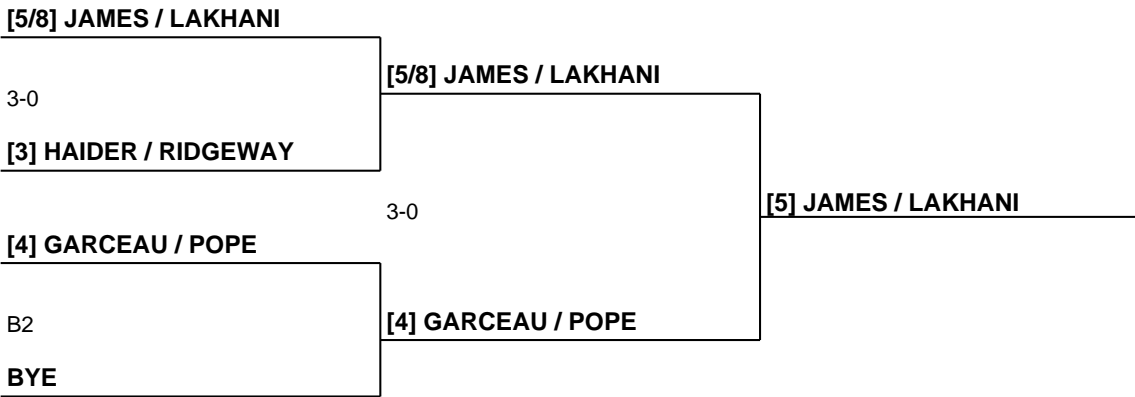 [5/8] JAMES / LAKHANI
[5/8] JAMES / LAKHANI
3-0
[3] HAIDER / RIDGEWAY
[5] JAMES / LAKHANI
3-0
[4] GARCEAU / POPE
B2
[4] GARCEAU / POPE
BYE